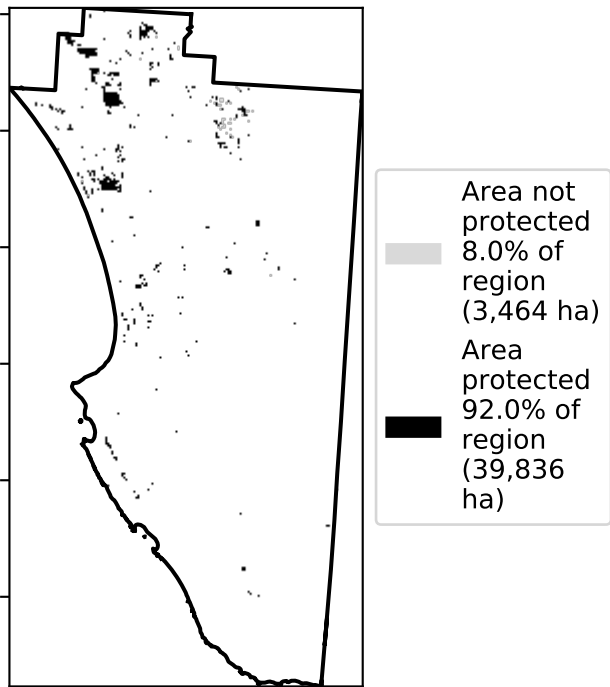 Area not
protected
8.0% of
region
(3,464 ha)
Area
protected
92.0% of
region
(39,836
ha)